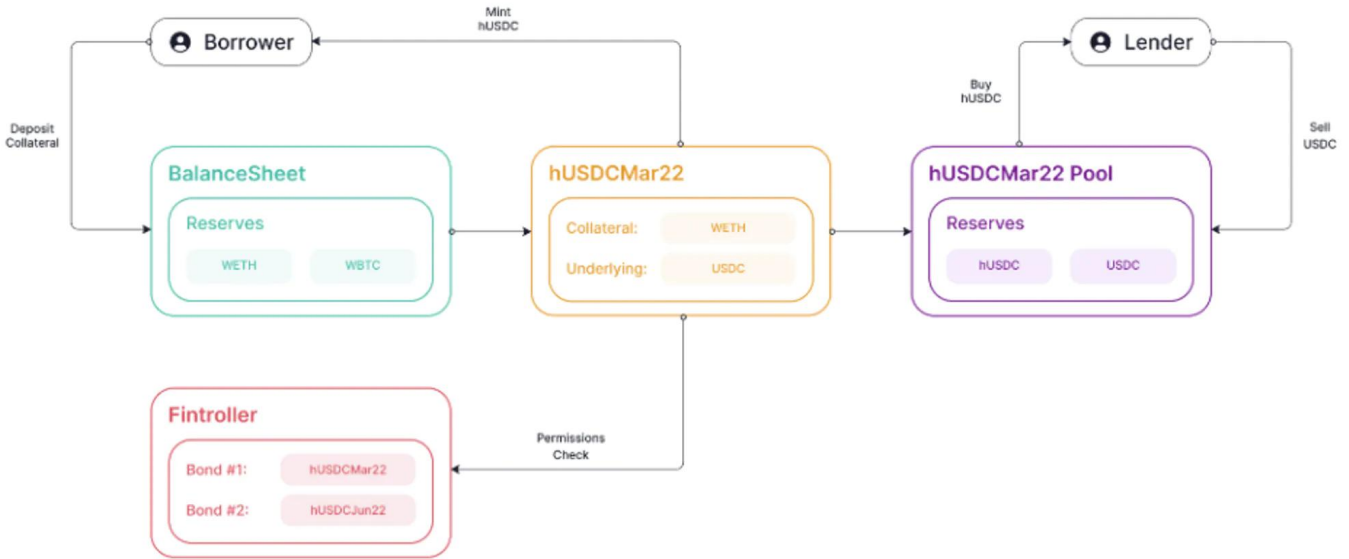 Mint
hUSDC
Borrower
Lender
Buy
hUSDC
Deposit
Collateral
Sell
USDC
BalanceSheet
Reserves
WETH WBTC
hUSDCMar22
Collateral: WETH
Underlying: USDC
hUSDCMar22 Pool
Reserves
hUSDC USDC
Fintroller
Bond #1: hUSDCMar22
Bond #2: hUSDCJun22
Permissions
Check